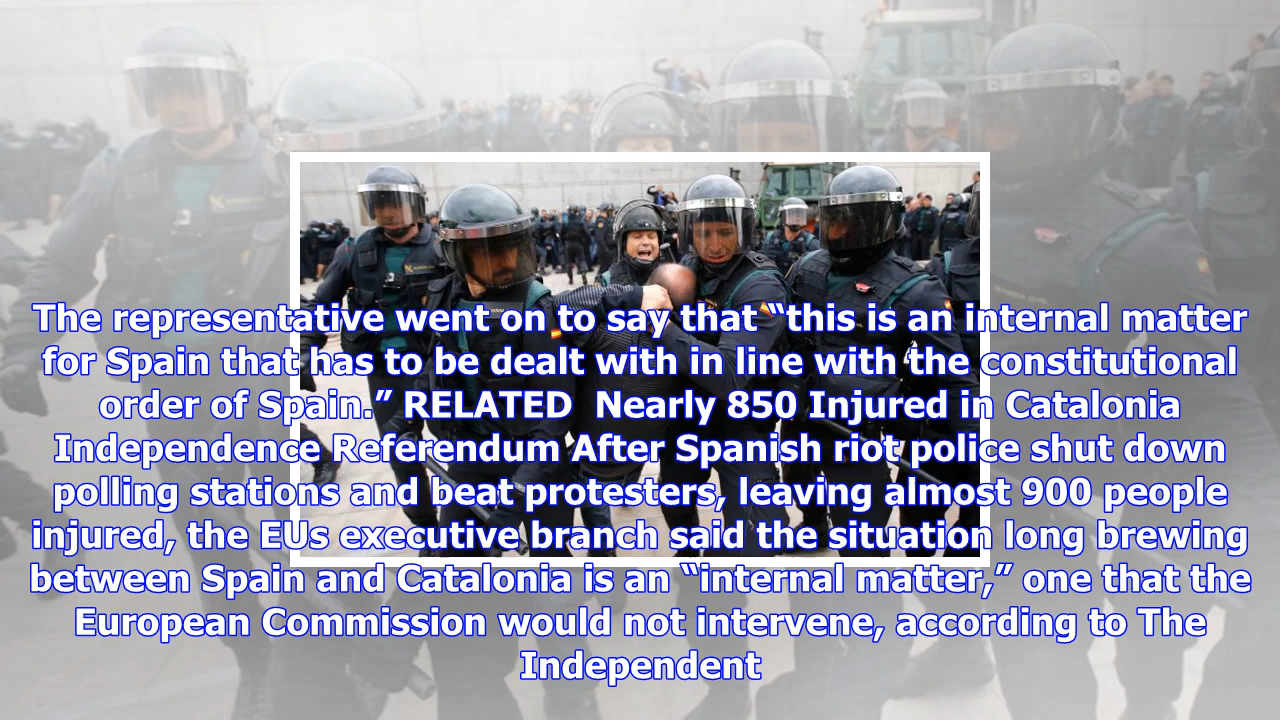 The representative went on to say that “this is an internal matter
for Spain that has to be dealt with in line with the constitutional
order of Spain.” RELATED  Nearly 850 Injured in Catalonia
Independence Referendum After Spanish riot police shut down
polling stations and beat protesters, leaving almost 900 people
injured, the EUs executive branch said the situation long brewing
between Spain and Catalonia is an “internal matter,” one that the
European Commission would not intervene, according to The
Independent